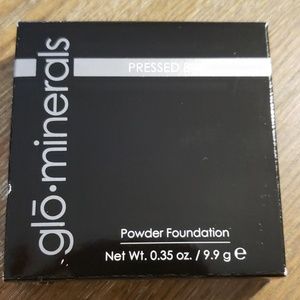 PRESSED
glō·minerals
Powder Foundation
Net Wt. 0.35 oz. / 9.9 g ℮